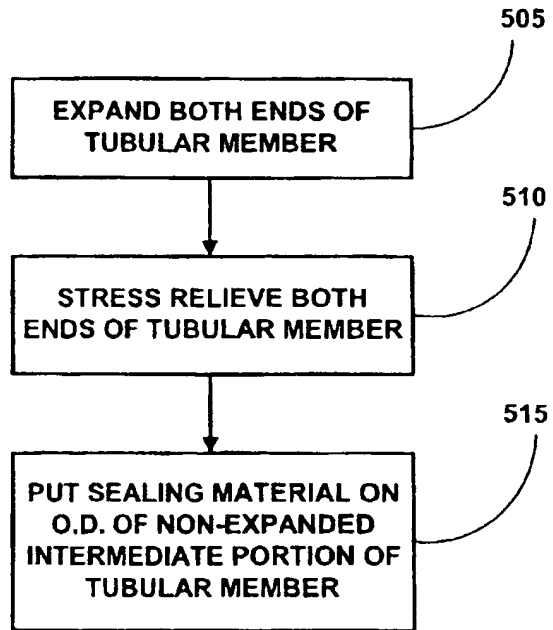 505
EXPAND BOTH ENDS OF
TUBULAR MEMBER
510
STRESS RELIEVE BOTH
ENDS OF TUBULAR MEMBER
515
PUT SEALING MATERIAL ON
O.D. OF NON-EXPANDED
INTERMEDIATE PORTION OF
TUBULAR MEMBER